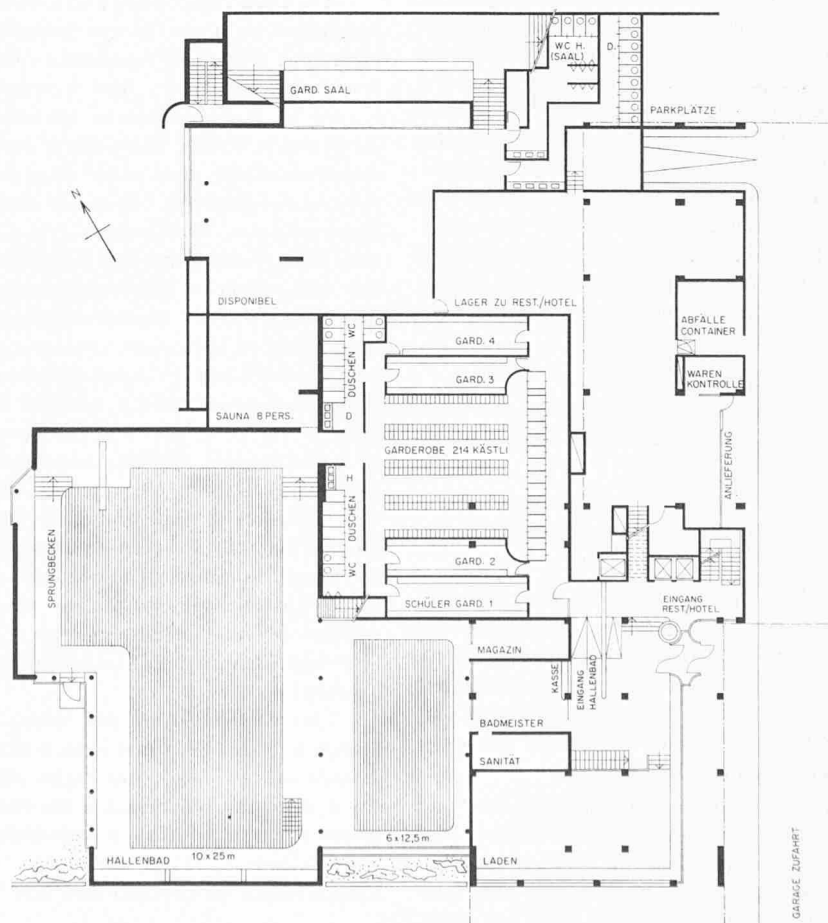 WC H.
(SAAL)
D.
GARD. SAAL
PARKPLÄTZE
N
DISPONIBEL
LAGER ZU REST./HOTEL
ABFÄLLE
CONTAINER
WC
GARD. 4
DUSCHEN
GARD. 3
WAREN
KONTROLLE
SAUNA 8 PERS.
D
GARDEROBE 214 KÄSTLI
ANLIEFERUNG
H
DUSCHEN
SPRUNGBECKEN
WC
GARD. 2
SCHÜLER GARD. 1
EINGANG
REST/HOTEL
MAGAZIN
KASSE
EINGANG
HALLENBAD
BADMEISTER
SANITÄT
6 x 12,5 m
10 x 25 m
HALLENBAD
LADEN
GARAGE ZUFAHRT